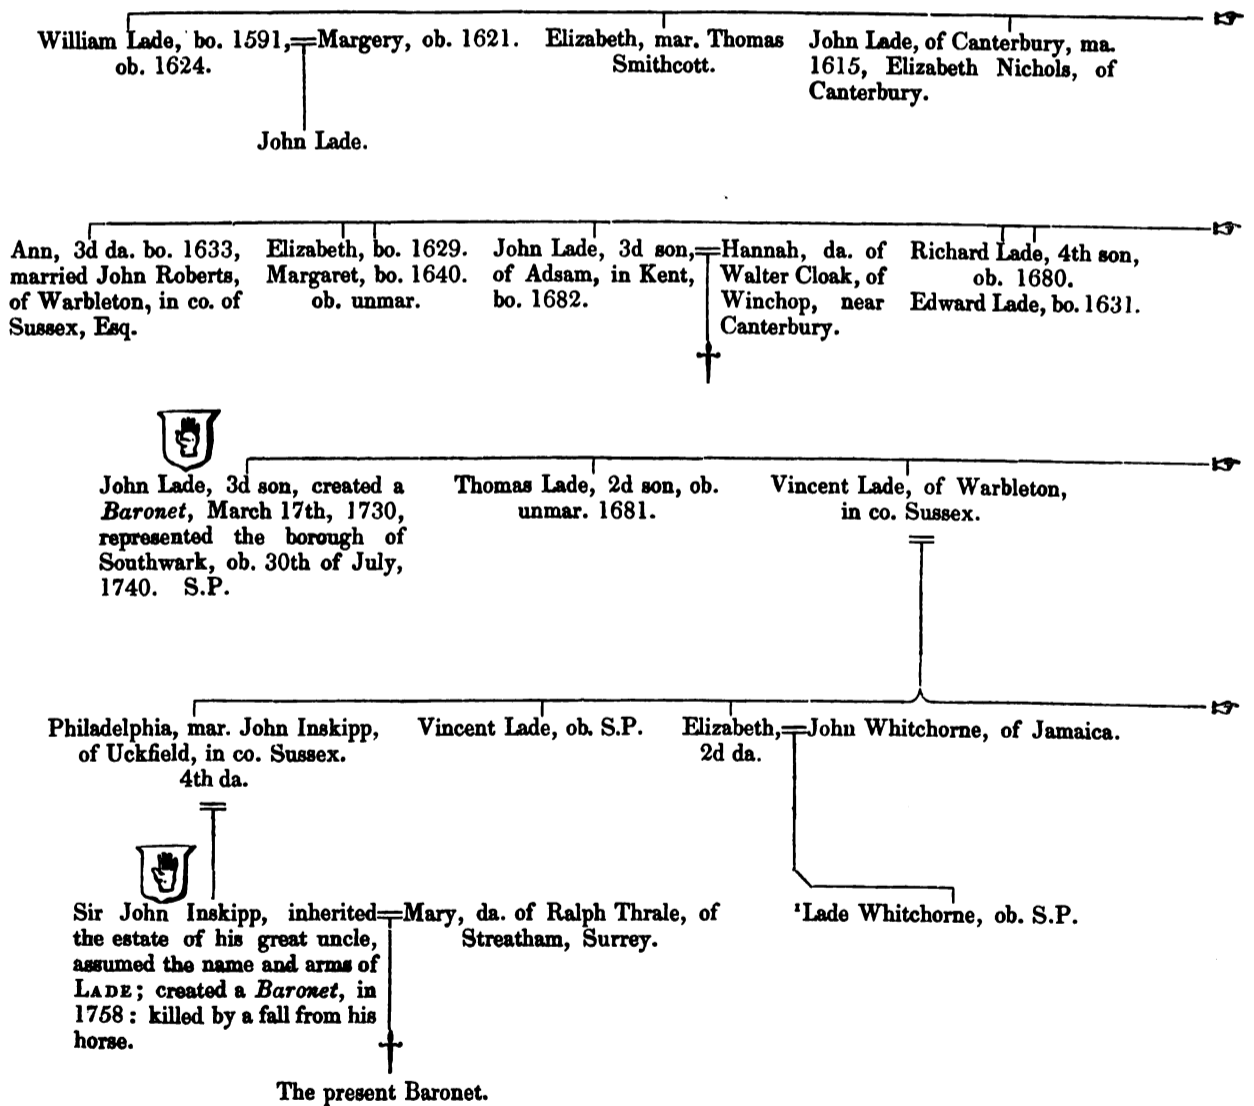 William Lade, bo. 1591,
ob. 1624.
Margery, ob. 1621.
Elizabeth, mar. Thomas
Smithcott.
John Lade, of Canterbury, ma.
1615, Elizabeth Nichols, of
Canterbury.
John Lade.
Ann, 3d da. bo. 1633,
married John Roberts,
of Warbleton, in co. of
Sussex, Esq.
Elizabeth, bo. 1629.
Margaret, bo. 1640.
ob. unmar.
John Lade, 3d son,
of Adsam, in Kent,
bo. 1682.
Hannah, da. of
Walter Cloak, of
Winchop, near
Canterbury.
Richard Lade, 4th son,
ob. 1680.
Edward Lade, bo. 1631.
John Lade, 3d son, created a
Baronet, March 17th, 1730,
represented the borough of
Southwark, ob. 30th of July,
1740. S.P.
Thomas Lade, 2d son, ob.
unmar. 1681.
Vincent Lade, of Warbleton,
in co. Sussex.
Philadelphia, mar. John Inskipp,
of Uckfield, in co. Sussex.
4th da.
Vincent Lade, ob. S.P.
Elizabeth,
2d da.
John Whitchorne, of Jamaica.
Sir John Inskipp, inherited
the estate of his great uncle,
assumed the name and arms of
LADE; created a Baronet, in
1758: killed by a fall from his
horse.
Mary, da. of Ralph Thrale, of
Streatham, Surrey.
¹Lade Whitchorne, ob. S.P.
The present Baronet.